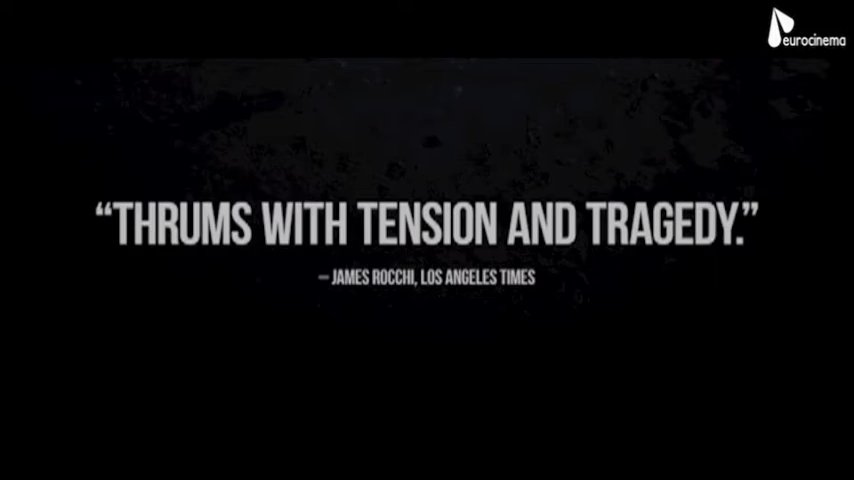 eurocinema
“THRUMS WITH TENSION AND TRAGEDY.”
– JAMES ROCCHI, LOS ANGELES TIMES